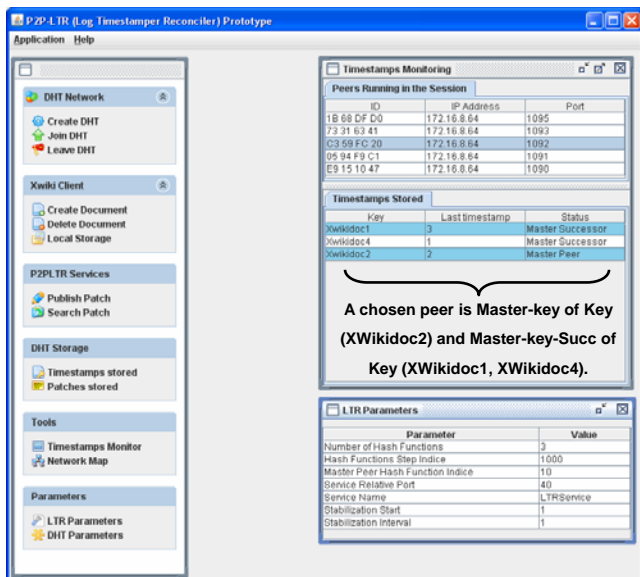 P2P-LTR (Log Timestamper Reconciler) Prototype
Application Help
DHT Network
Create DHT
Join DHT
Leave DHT
Xwiki Client
Create Document
Delete Document
Local Storage
P2PLTR Services
Publish Patch
Search Patch
DHT Storage
Timestamps stored
Patches stored
Tools
Timestamps Monitor
Network Map
Parameters
LTR Parameters
DHT Parameters
Timestamps Monitoring
Peers Running in the Session
ID IP Address Port
1B 68 DF D0 172.16.8.64 1095
73 31 63 41 172.16.8.64 1093
C3 59 FC 20 172.16.8.64 1092
05 94 F9 C1 172.16.8.64 1091
E9 15 10 47 172.16.8.64 1090
Timestamps Stored
Key Last timestamp Status
Xwikidoc1 3 Master Successor
Xwikidoc4 1 Master Successor
Xwikidoc2 2 Master Peer
A chosen peer is Master-key of Key
(XWikidoc2) and Master-key-Succ of
Key (XWikidoc1, XWikidoc4).
LTR Parameters
Parameter Value
Number of Hash Functions 3
Hash Functions Step Indice 1000
Master Peer Hash Function Indice 10
Service Relative Port 40
Service Name LTRService
Stabilization Start 1
Stabilization Interval 1